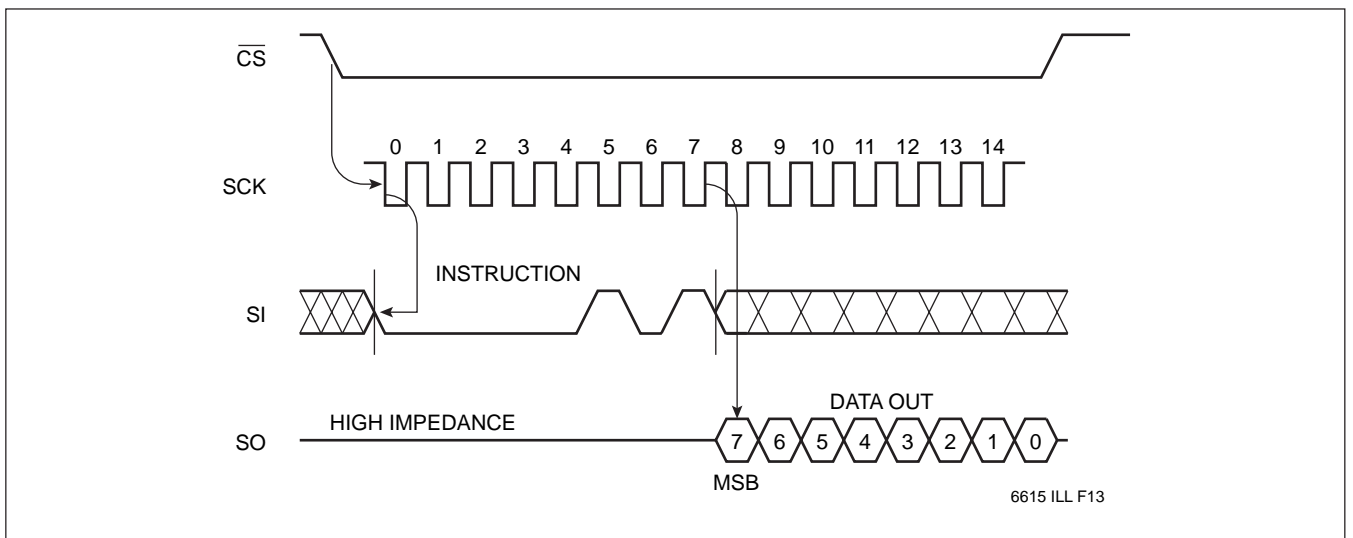 CS
0 1 2 3 4 5 6 7 8 9 10 11 12 13 14
SCK
INSTRUCTION
SI
DATA OUT
HIGH IMPEDANCE
SO
7 6 5 4 3 2 1 0
MSB
6615 ILL F13